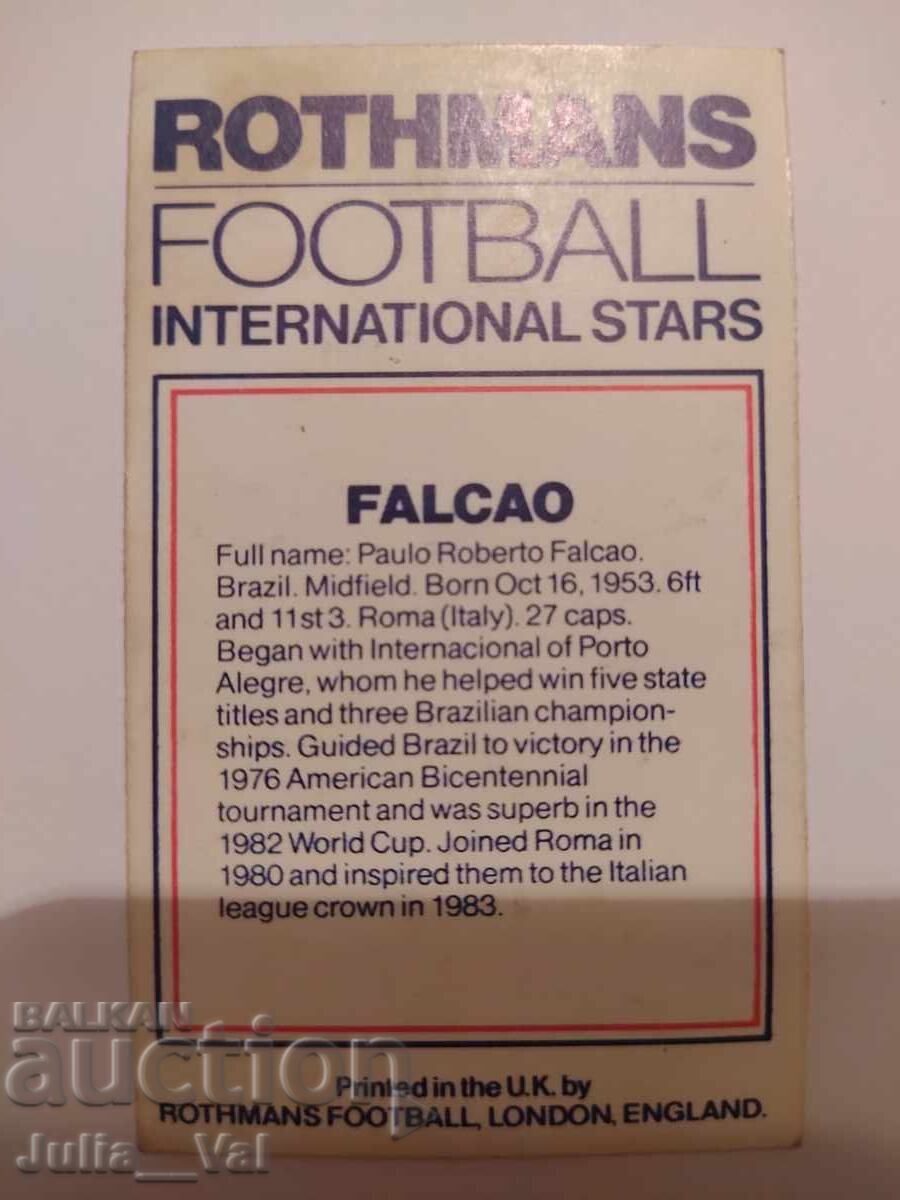 ROTHMANS
FOOTBALL
INTERNATIONAL STARS
FALCAO
Full name: Paulo Roberto Falcao.
Brazil. Midfield. Born Oct 16, 1953. 6ft
and 11st 3. Roma (Italy). 27 caps.
Began with Internacional of Porto
Alegre, whom he helped win five state
titles and three Brazilian champion-
ships. Guided Brazil to victory in the
1976 American Bicentennial
tournament and was superb in the
1982 World Cup. Joined Roma in
1980 and inspired them to the Italian
league crown in 1983.
Printed in the U.K. by
ROTHMANS FOOTBALL, LONDON, ENGLAND.
BALKAN
auction
Julia__Val